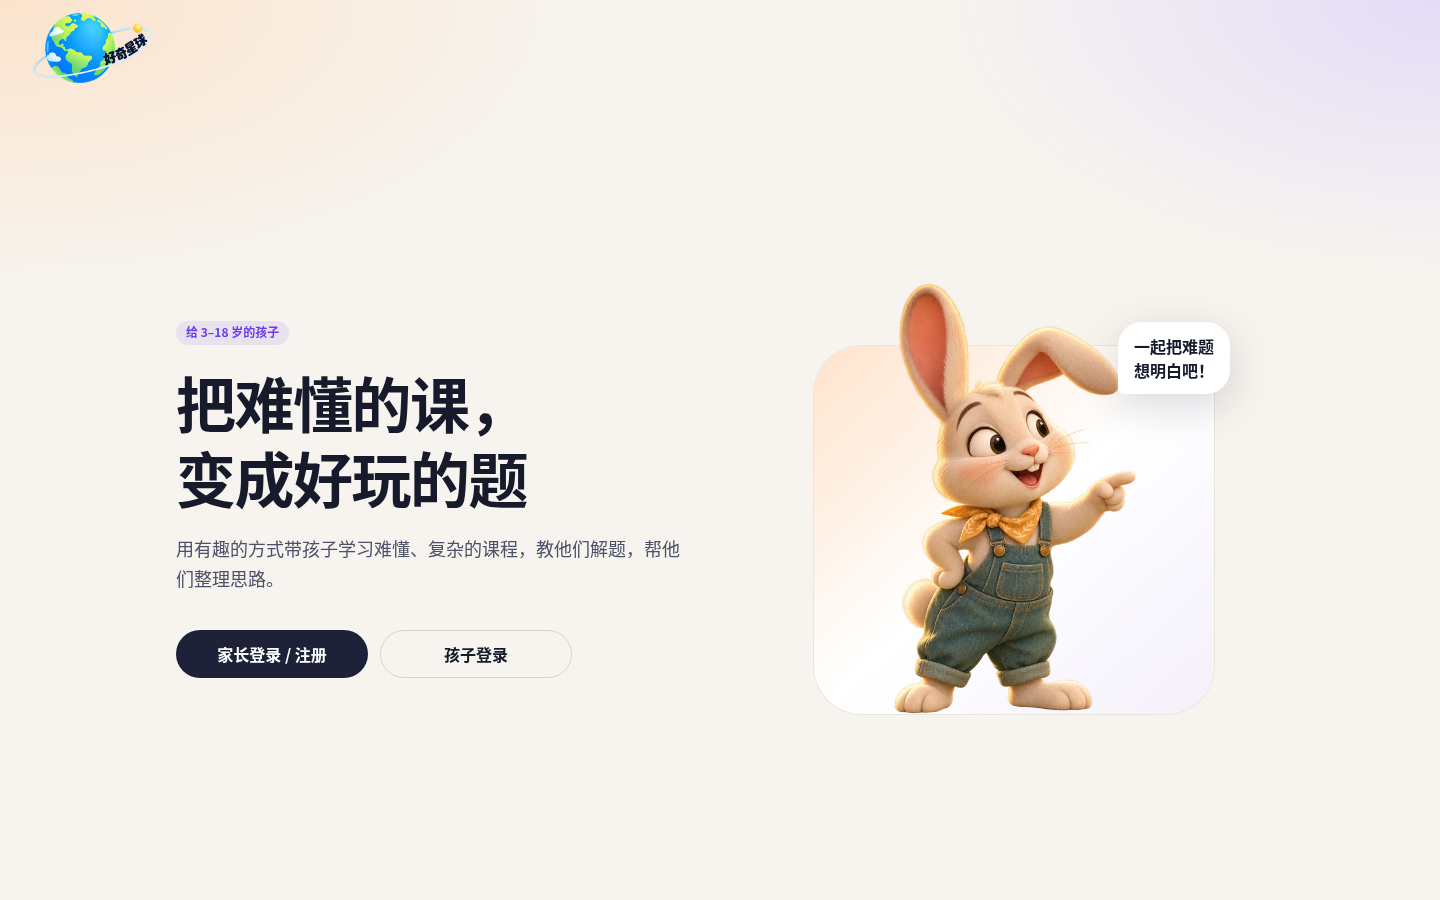 好奇星球
给 3–18 岁的孩子
把难懂的课，
变成好玩的题
用有趣的方式带孩子学习难懂、复杂的课程，教他们解题，帮他
们整理思路。
家长登录 / 注册
孩子登录
一起把难题
想明白吧！